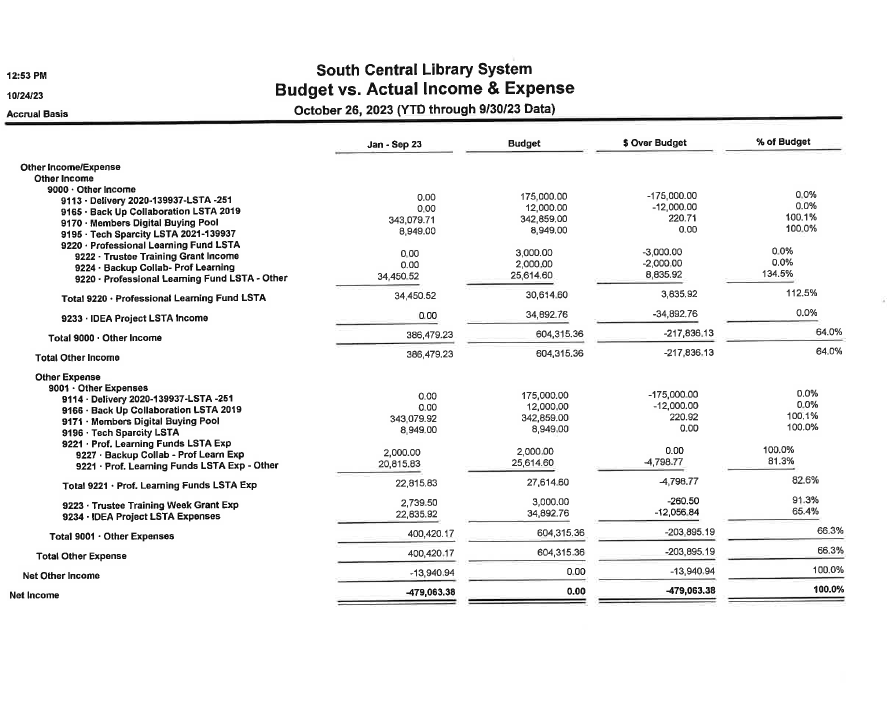 12:53 PM
10/24/23
Accrual Basis
South Central Library System
Budget vs. Actual Income & Expense
October 26, 2023 (YTD through 9/30/23 Data)
Jan - Sep 23 Budget $ Over Budget % of Budget
Other Income/Expense
Other Income
9000 · Other Income
9113 · Delivery 2020-139937-LSTA -251 0.00 175,000.00 -175,000.00 0.0%
9165 · Back Up Collaboration LSTA 2019 0.00 12,000.00 -12,000.00 0.0%
9170 · Members Digital Buying Pool 343,079.71 342,859.00 220.71 100.1%
9195 · Tech Sparcity LSTA 2021-139937 8,949.00 8,949.00 0.00 100.0%
9220 · Professional Learning Fund LSTA
9222 · Trustee Training Grant Income 0.00 3,000.00 -3,000.00 0.0%
9224 · Backup Collab- Prof Learning 0.00 2,000.00 -2,000.00 0.0%
9220 · Professional Learning Fund LSTA - Other 34,450.52 25,614.60 8,835.92 134.5%
Total 9220 · Professional Learning Fund LSTA 34,450.52 30,614.60 3,835.92 112.5%
9233 · IDEA Project LSTA Income 0.00 34,892.76 -34,892.76 0.0%
Total 9000 · Other Income 386,479.23 604,315.36 -217,836.13 64.0%
Total Other Income 386,479.23 604,315.36 -217,836.13 64.0%
Other Expense
9001 · Other Expenses
9114 · Delivery 2020-139937-LSTA -251 0.00 175,000.00 -175,000.00 0.0%
9166 · Back Up Collaboration LSTA 2019 0.00 12,000.00 -12,000.00 0.0%
9171 · Members Digital Buying Pool 343,079.92 342,859.00 220.92 100.1%
9196 · Tech Sparcity LSTA 8,949.00 8,949.00 0.00 100.0%
9221 · Prof. Learning Funds LSTA Exp
9227 · Backup Collab - Prof Learn Exp 2,000.00 2,000.00 0.00 100.0%
9221 · Prof. Learning Funds LSTA Exp - Other 20,815.83 25,614.60 -4,798.77 81.3%
Total 9221 · Prof. Learning Funds LSTA Exp 22,815.83 27,614.60 -4,798.77 82.6%
9223 · Trustee Training Week Grant Exp 2,739.50 3,000.00 -260.50 91.3%
9234 · IDEA Project LSTA Expenses 22,835.92 34,892.76 -12,056.84 65.4%
Total 9001 · Other Expenses 400,420.17 604,315.36 -203,895.19 66.3%
Total Other Expense 400,420.17 604,315.36 -203,895.19 66.3%
Net Other Income -13,940.94 0.00 -13,940.94 100.0%
Net Income -479,063.38 0.00 -479,063.38 100.0%